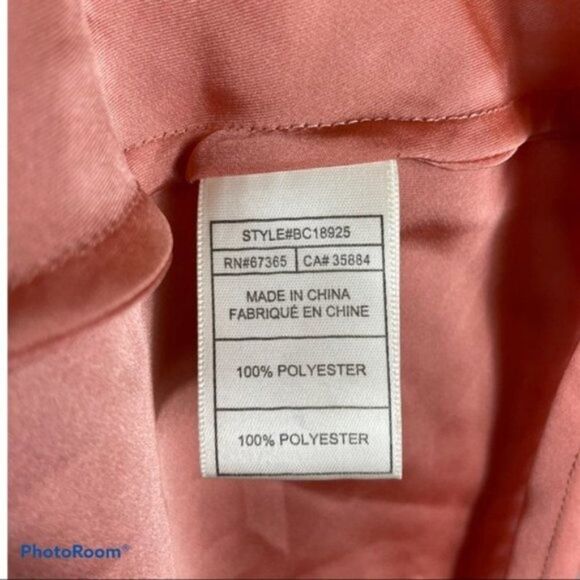 STYLE#BC18925
RN#67365 CA# 35884
MADE IN CHINA
FABRIQUÉ EN CHINE
100% POLYESTER
100% POLYESTER
PhotoRoom®